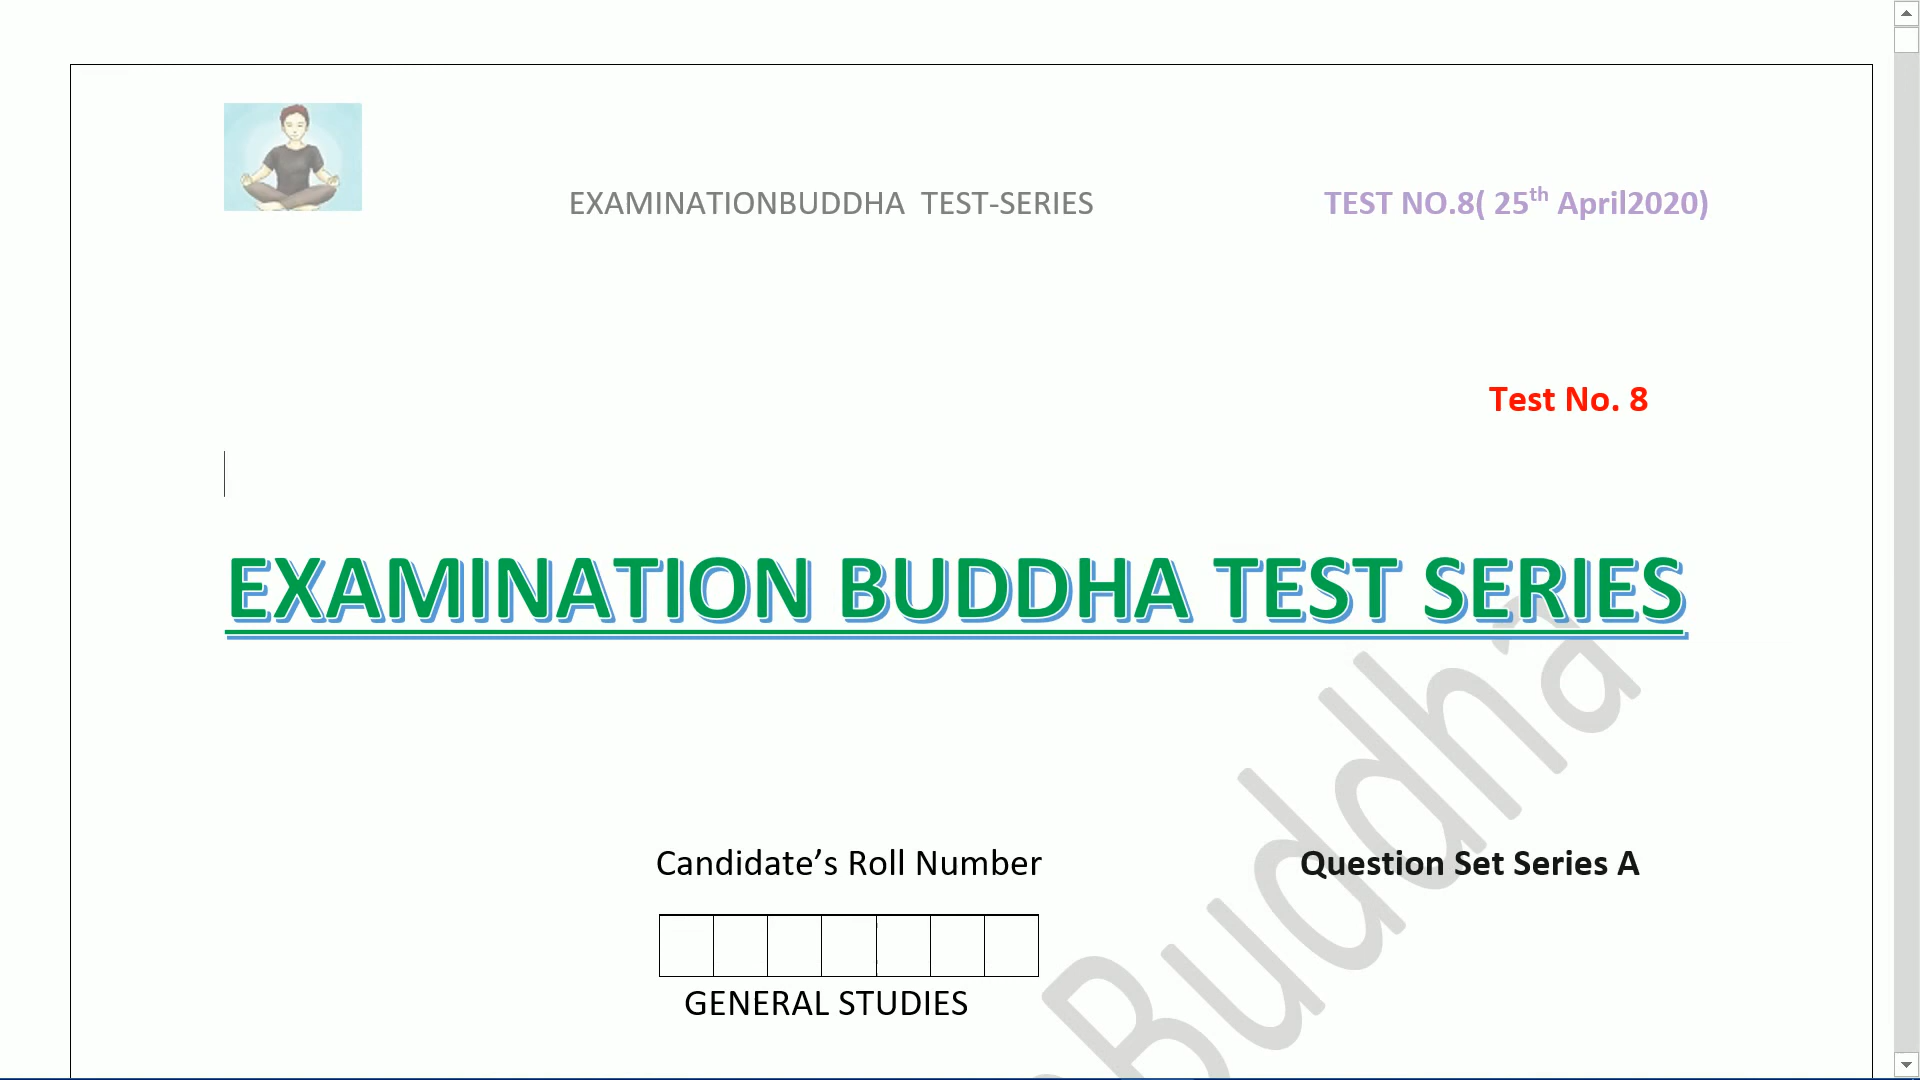 EXAMINATIONBUDDHA TEST-SERIES TEST NO.8( 25th April2020)
Test No. 8
EXAMINATION BUDDHA TEST SERIES
Candidate’s Roll Number Question Set Series A
GENERAL STUDIES
Buddha